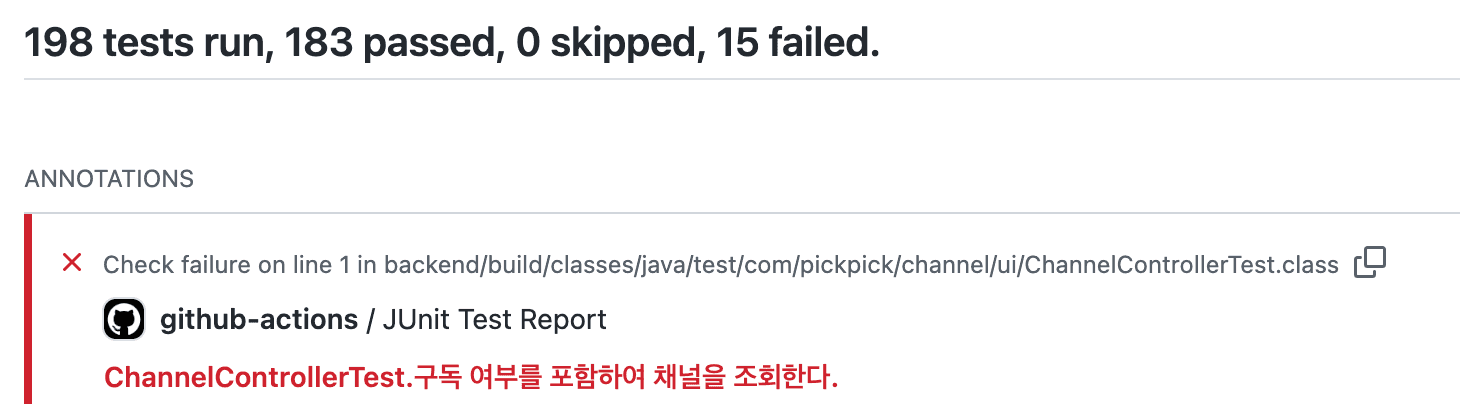 198 tests run, 183 passed, 0 skipped, 15 failed.
ANNOTATIONS
Check failure on line 1 in backend/build/classes/java/test/com/pickpick/channel/ui/ChannelControllerTest.class
github-actions / JUnit Test Report
ChannelControllerTest.구독 여부를 포함하여 채널을 조회한다.